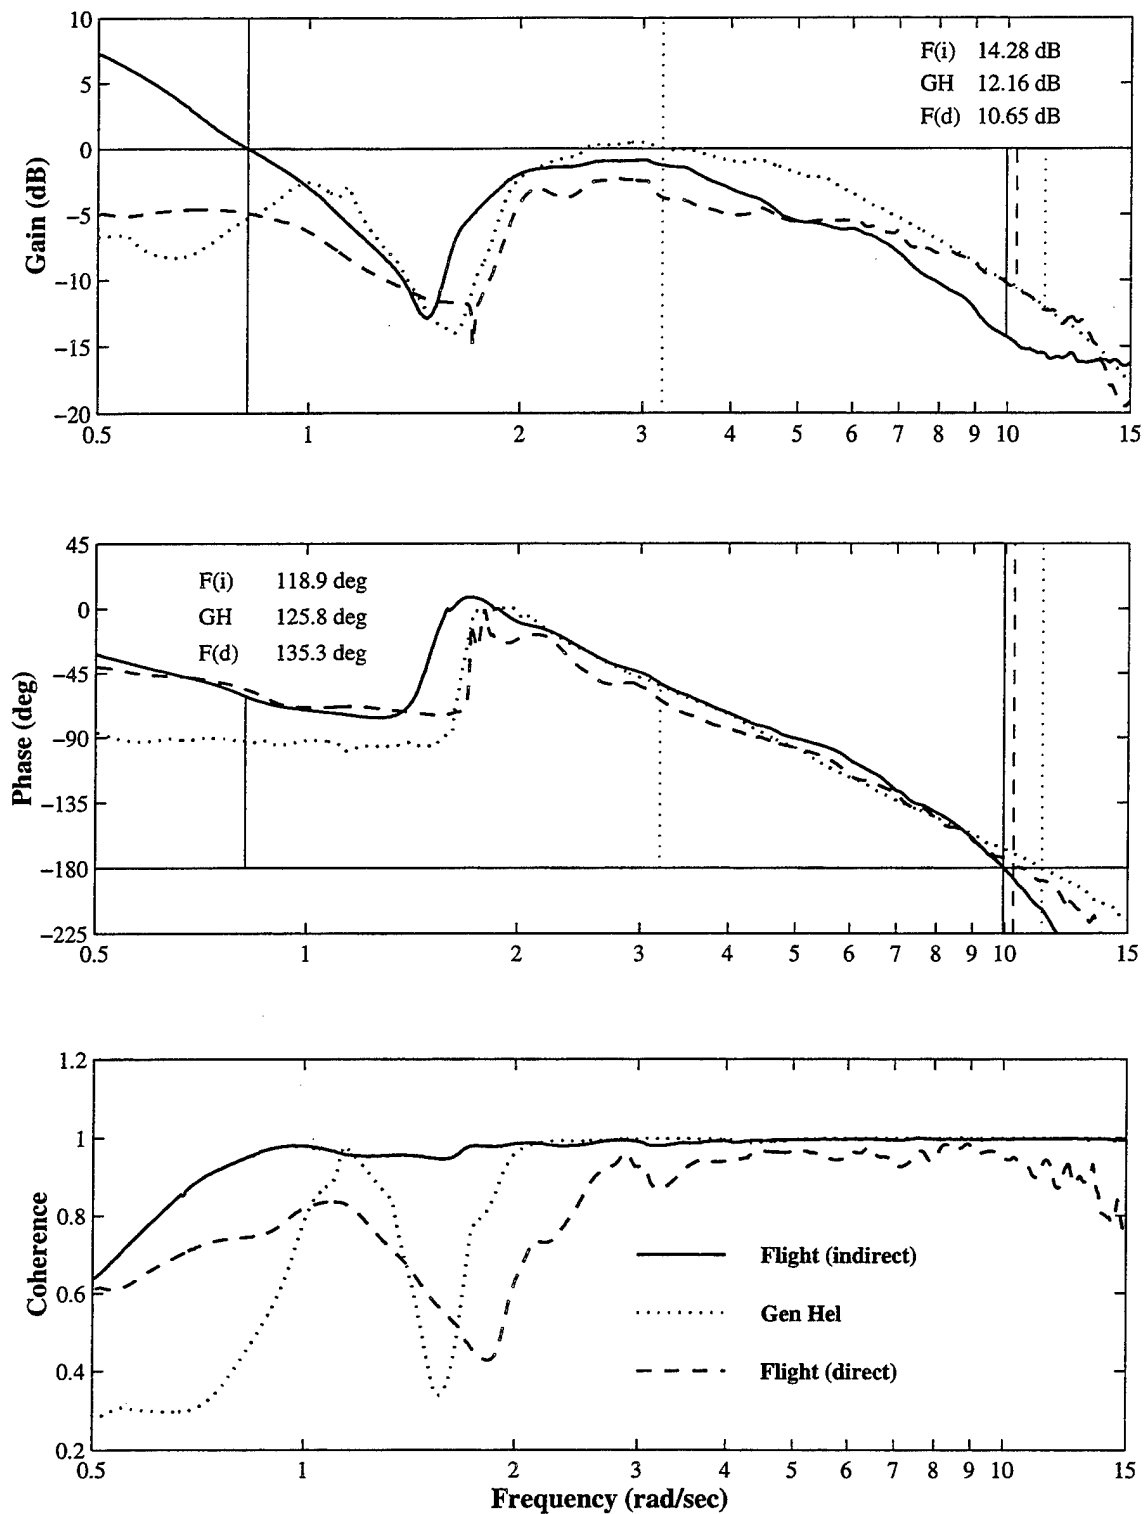 10
5
0
−5
−10
−15
−20
Gain (dB)
F(i) 14.28 dB
GH 12.16 dB
F(d) 10.65 dB
0.5 1 2 3 4 5 6 7 8 9 10 15
45
0
−45
−90
−135
−180
−225
Phase (deg)
F(i) 118.9 deg
GH 125.8 deg
F(d) 135.3 deg
0.5 1 2 3 4 5 6 7 8 9 10 15
1.2
1
0.8
0.6
0.4
0.2
Coherence
Flight (indirect)
Gen Hel
Flight (direct)
0.5 1 2 3 4 5 6 7 8 9 10 15
Frequency (rad/sec)